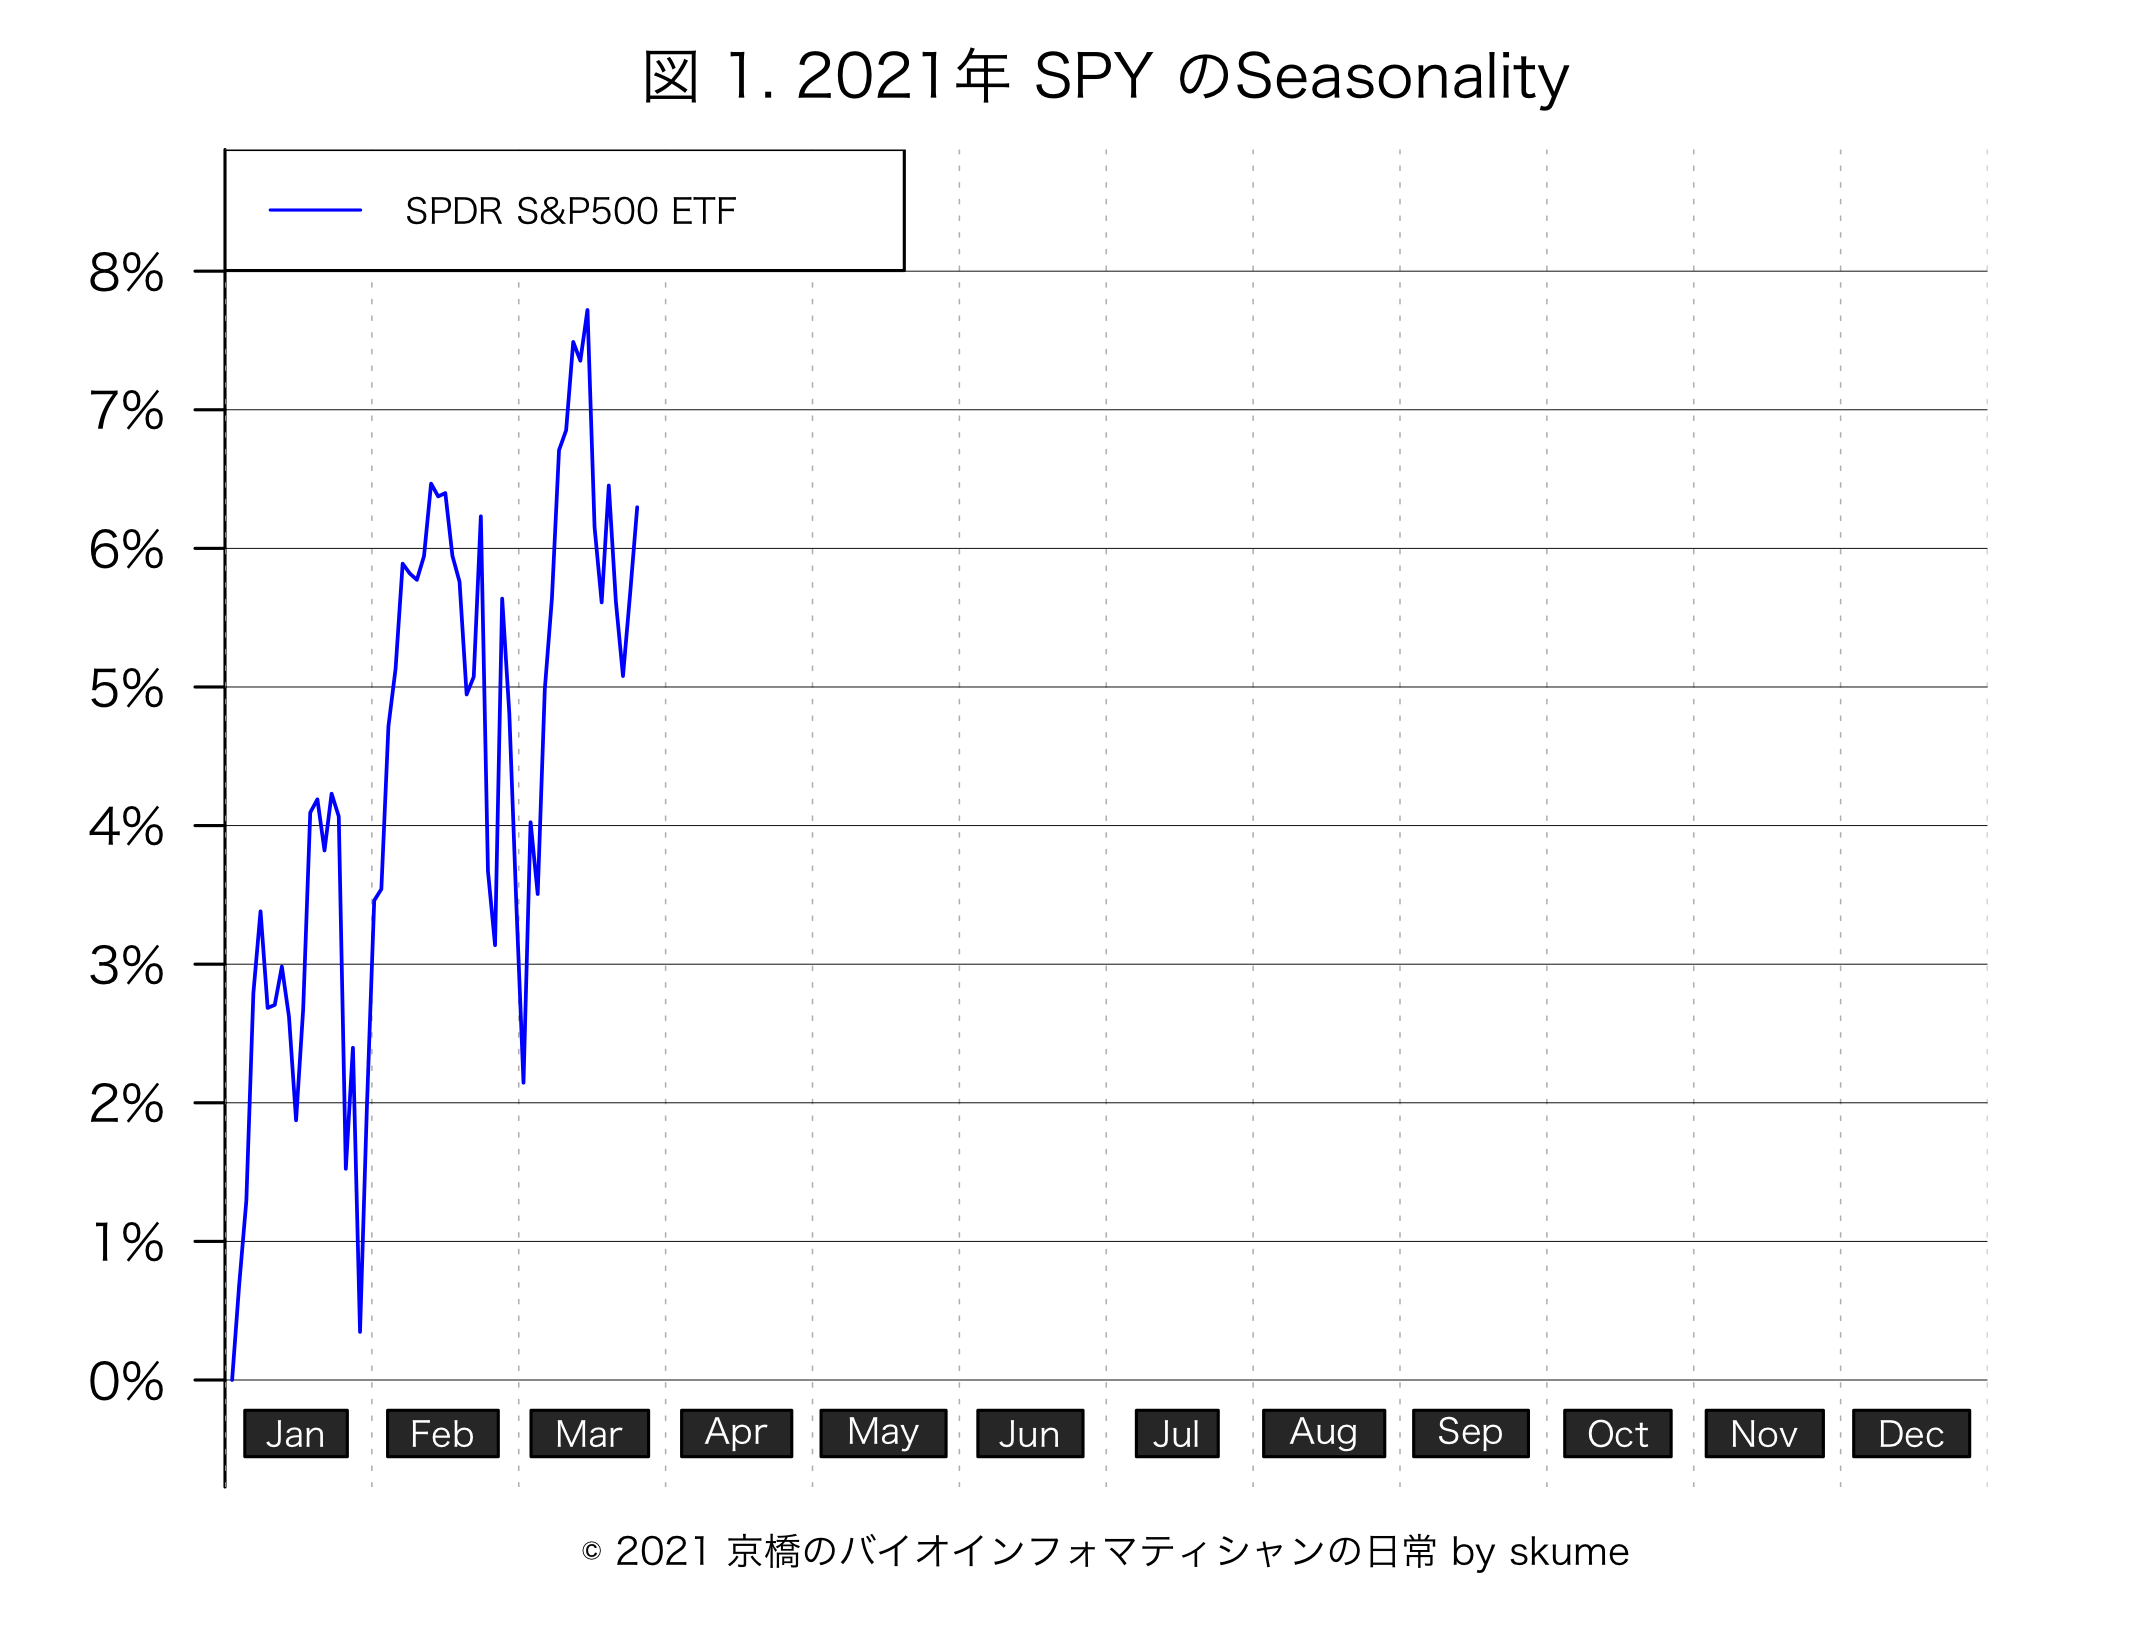 図 1. 2021年 SPY のSeasonality
SPDR S&P500 ETF
8%
7%
6%
5%
4%
3%
2%
1%
0%
Jan Feb Mar Apr May Jun Jul Aug Sep Oct Nov Dec
© 2021 京橋のバイオインフォマティシャンの日常 by skume